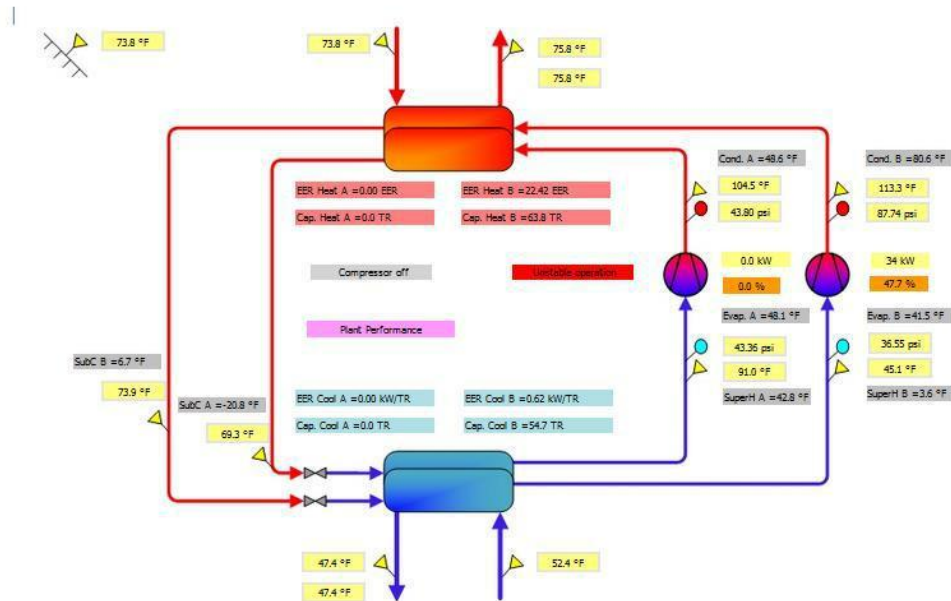 73.8 °F
73.8 °F
75.8 °F
75.8 °F
Cond. A =48.6 °F
Cond. B =80.6 °F
104.5 °F
113.3 °F
43.80 psi
87.74 psi
EER Heat A =0.00 EER
EER Heat B =22.42 EER
Cap. Heat A =0.0 TR
Cap. Heat B =63.8 TR
Compressor off
Unstable operation
0.0 kW
34 kW
0.0 %
47.7 %
Plant Performance
Evap. A =48.1 °F
Evap. B =41.5 °F
43.36 psi
36.55 psi
91.0 °F
45.1 °F
SuperH A =42.8 °F
SuperH B =3.6 °F
SubC B =6.7 °F
73.9 °F
SubC A =-20.8 °F
69.3 °F
EER Cool A =0.00 kW/TR
EER Cool B =0.62 kW/TR
Cap. Cool A =0.0 TR
Cap. Cool B =54.7 TR
47.4 °F
52.4 °F
47.4 °F